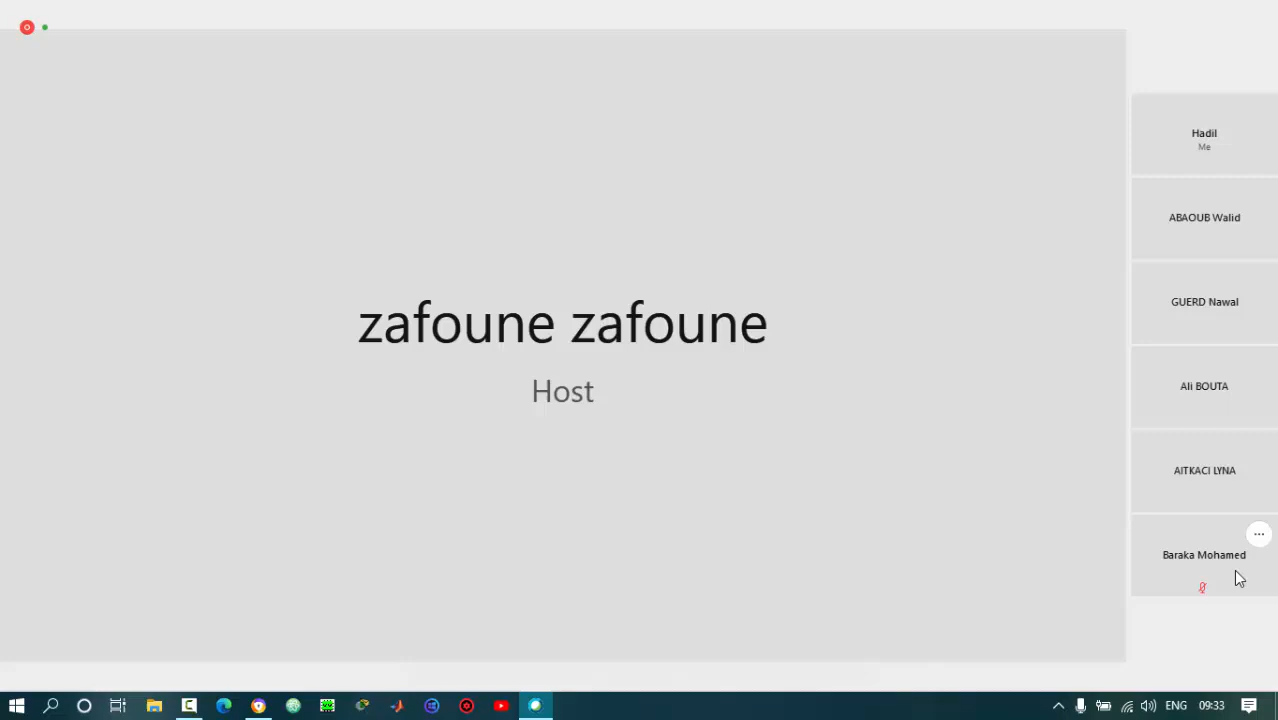 zafoune zafoune
Host
Hadil
Me
ABAOUB Walid
GUERD Nawal
Ali BOUTA
AITKACI LYNA
Baraka Mohamed
ENG
09:33